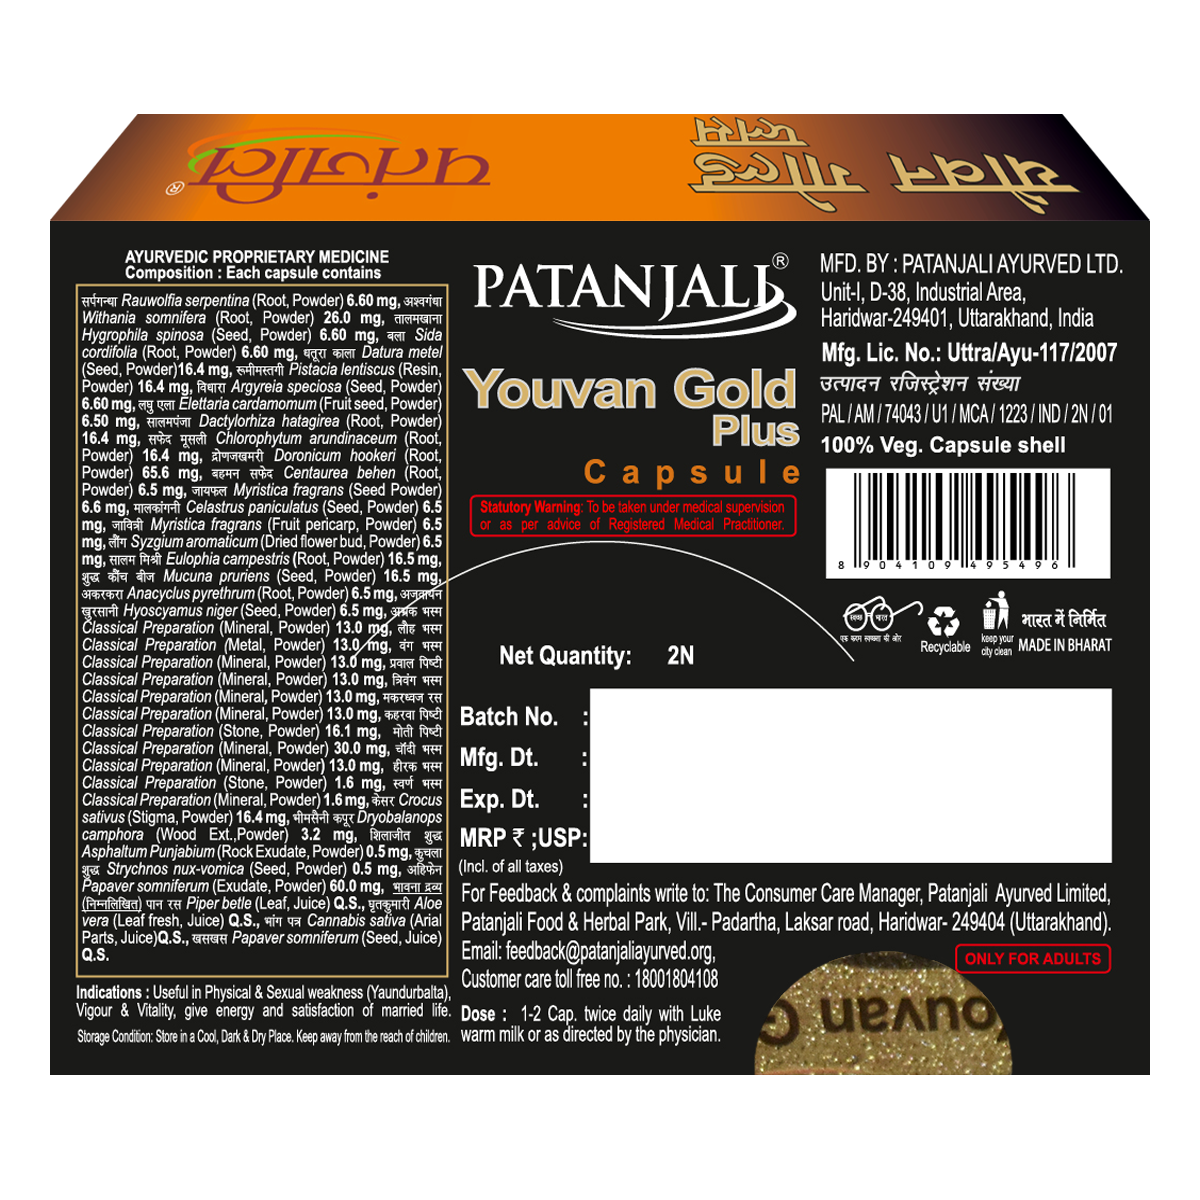 पतंजलि®
यौवन गोल्ड
प्लस
AYURVEDIC PROPRIETARY MEDICINE
Composition : Each capsule contains
सर्पगन्धा Rauwolfia serpentina (Root, Powder) 6.60 mg, अश्वगंधा
Withania somnifera (Root, Powder) 26.0 mg, तालमखाना
Hygrophila spinosa (Seed, Powder) 6.60 mg, बला Sida
cordifolia (Root, Powder) 6.60 mg, धतूरा काला Datura metel
(Seed, Powder)16.4 mg, रूमीमस्तगी Pistacia lentiscus (Resin,
Powder) 16.4 mg, विधारा Argyreia speciosa (Seed, Powder)
6.60 mg, लघु एला Elettaria cardamomum (Fruit seed, Powder)
6.50 mg, सालमपंजा Dactylorhiza hatagirea (Root, Powder)
16.4 mg, सफेद मूसली Chlorophytum arundinaceum (Root,
Powder) 16.4 mg, द्रोणजखमरी Doronicum hookeri (Root,
Powder) 65.6 mg, बहमन सफेद Centaurea behen (Root,
Powder) 6.5 mg, जायफल Myristica fragrans (Seed Powder)
6.6 mg, मालकांगनी Celastrus paniculatus (Seed, Powder) 6.5
mg, जावित्री Myristica fragrans (Fruit pericarp, Powder) 6.5
mg, लौंग Syzgium aromaticum (Dried flower bud, Powder) 6.5
mg, सालम मिश्री Eulophia campestris (Root, Powder) 16.5 mg,
शुद्ध कौंच बीज Mucuna pruriens (Seed, Powder) 16.5 mg,
अकरकरा Anacyclus pyrethrum (Root, Powder) 6.5 mg, अजवायन
खुरसानी Hyoscyamus niger (Seed, Powder) 6.5 mg, अभ्रक भस्म
Classical Preparation (Mineral, Powder) 13.0 mg, लौह भस्म
Classical Preparation (Metal, Powder) 13.0 mg, वंग भस्म
Classical Preparation (Mineral, Powder) 13.0 mg, प्रवाल पिष्टी
Classical Preparation (Mineral, Powder) 13.0 mg, त्रिवंग भस्म
Classical Preparation (Mineral, Powder) 13.0 mg, मकरध्वज रस
Classical Preparation (Mineral, Powder) 13.0 mg, कहरवा पिष्टी
Classical Preparation (Stone, Powder) 16.1 mg, मोती पिष्टी
Classical Preparation (Mineral, Powder) 30.0 mg, चॉदी भस्म
Classical Preparation (Mineral, Powder) 13.0 mg, हीरक भस्म
Classical Preparation (Stone, Powder) 1.6 mg, स्वर्ण भस्म
Classical Preparation (Mineral, Powder) 1.6 mg, केसर Crocus
sativus (Stigma, Powder) 16.4 mg, भीमसैनी कपूर Dryobalanops
camphora (Wood Ext.,Powder) 3.2 mg, शिलाजीत शुद्ध
Asphaltum Punjabium (Rock Exudate, Powder) 0.5 mg, कुचला
शुद्ध Strychnos nux-vomica (Seed, Powder) 0.5 mg, अहिफेन
Papaver somniferum (Exudate, Powder) 60.0 mg, भावना द्रव्य
(निम्नलिखित) पान रस Piper betle (Leaf, Juice) Q.S., घृतकुमारी Aloe
vera (Leaf fresh, Juice) Q.S., भांग पत्र Cannabis sativa (Arial
Parts, Juice)Q.S., खसखस Papaver somniferum (Seed, Juice)
Q.S.
Indications : Useful in Physical & Sexual weakness (Yaundurbalta),
Vigour & Vitality, give energy and satisfaction of married life.
Storage Condition: Store in a Cool, Dark & Dry Place. Keep away from the reach of children.
PATANJALI®
Youvan Gold
Plus
Capsule
Statutory Warning: To be taken under medical supervision
or as per advice of Registered Medical Practitioner.
MFD. BY : PATANJALI AYURVED LTD.
Unit-I, D-38, Industrial Area,
Haridwar-249401, Uttarakhand, India
Mfg. Lic. No.: Uttra/Ayu-117/2007
उत्पादन रजिस्ट्रेशन संख्या
PAL / AM / 74043 / U1 / MCA / 1223 / IND / 2N / 01
100% Veg. Capsule shell
8 904109 495496
स्वच्छ भारत
एक कदम स्वच्छता की ओर
Recyclable
keep your
city clean
भारत में निर्मित
MADE IN BHARAT
Net Quantity: 2N
Batch No. :
Mfg. Dt. :
Exp. Dt. :
MRP ₹ ;USP:
(Incl. of all taxes)
For Feedback & complaints write to: The Consumer Care Manager, Patanjali Ayurved Limited,
Patanjali Food & Herbal Park, Vill.- Padartha, Laksar road, Haridwar- 249404 (Uttarakhand).
Email: feedback@patanjaliayurved.org,
Customer care toll free no. : 18001804108
ONLY FOR ADULTS
Dose : 1-2 Cap. twice daily with Luke
warm milk or as directed by the physician.
ouvan G